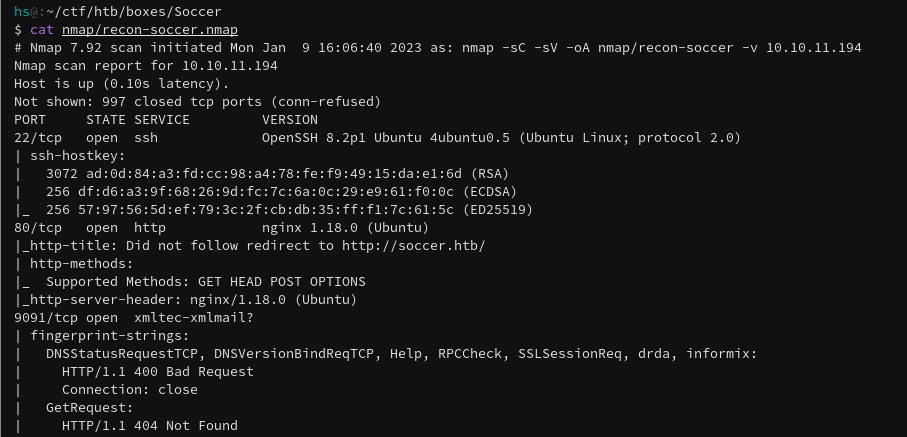 hs@:~/ctf/htb/boxes/Soccer
$ cat nmap/recon-soccer.nmap
# Nmap 7.92 scan initiated Mon Jan  9 16:06:40 2023 as: nmap -sC -sV -oA nmap/recon-soccer -v 10.10.11.194
Nmap scan report for 10.10.11.194
Host is up (0.10s latency).
Not shown: 997 closed tcp ports (conn-refused)
PORT     STATE SERVICE         VERSION
22/tcp   open  ssh             OpenSSH 8.2p1 Ubuntu 4ubuntu0.5 (Ubuntu Linux; protocol 2.0)
| ssh-hostkey:
|   3072 ad:0d:84:a3:fd:cc:98:a4:78:fe:f9:49:15:da:e1:6d (RSA)
|   256 df:d6:a3:9f:68:26:9d:fc:7c:6a:0c:29:e9:61:f0:0c (ECDSA)
|_  256 57:97:56:5d:ef:79:3c:2f:cb:db:35:ff:f1:7c:61:5c (ED25519)
80/tcp   open  http            nginx 1.18.0 (Ubuntu)
|_http-title: Did not follow redirect to http://soccer.htb/
| http-methods:
|_  Supported Methods: GET HEAD POST OPTIONS
|_http-server-header: nginx/1.18.0 (Ubuntu)
9091/tcp open  xmltec-xmlmail?
| fingerprint-strings:
|   DNSStatusRequestTCP, DNSVersionBindReqTCP, Help, RPCCheck, SSLSessionReq, drda, informix:
|     HTTP/1.1 400 Bad Request
|     Connection: close
|   GetRequest:
|     HTTP/1.1 404 Not Found